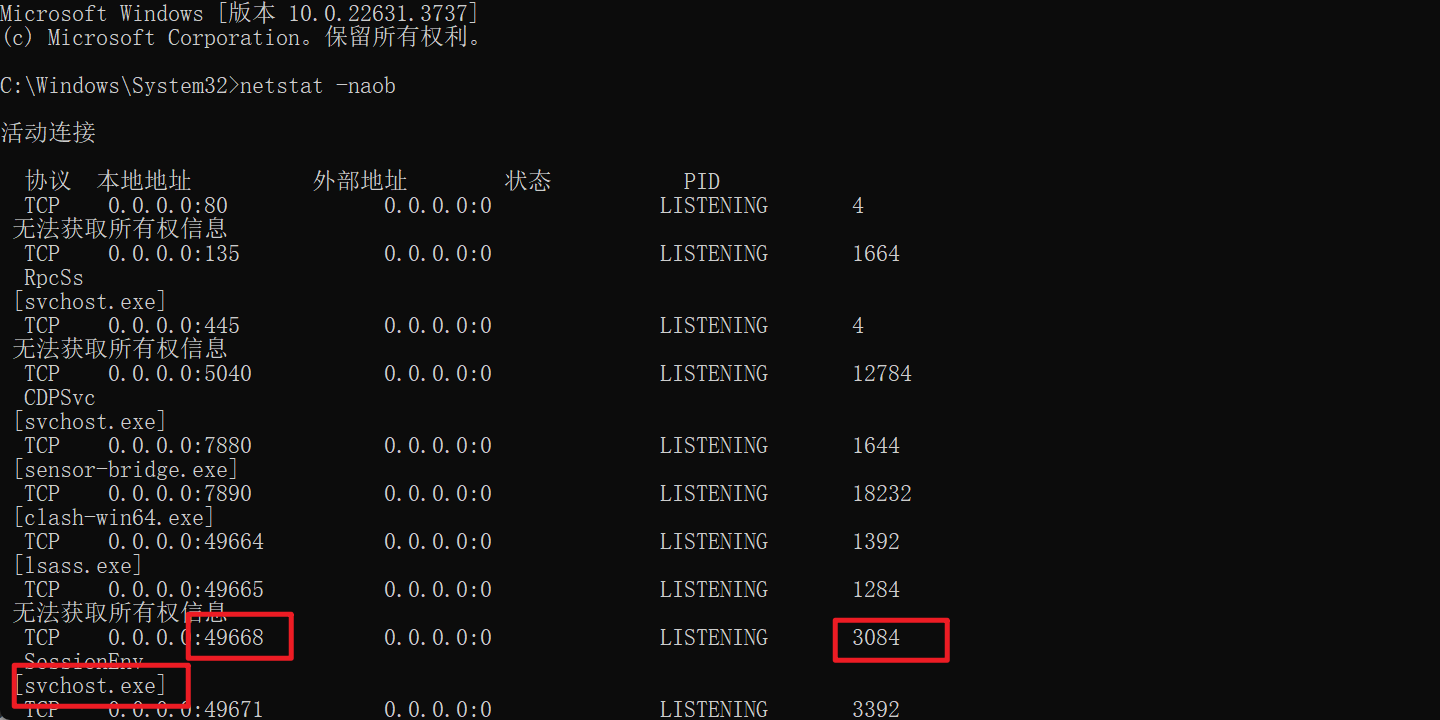 Microsoft Windows [版本 10.0.22631.3737]
(c) Microsoft Corporation。保留所有权利。
C:\Windows\System32>netstat -naob
活动连接
协议 本地地址 外部地址 状态 PID
TCP 0.0.0.0:80 0.0.0.0:0 LISTENING 4
无法获取所有权信息
TCP 0.0.0.0:135 0.0.0.0:0 LISTENING 1664
RpcSs
[svchost.exe]
TCP 0.0.0.0:445 0.0.0.0:0 LISTENING 4
无法获取所有权信息
TCP 0.0.0.0:5040 0.0.0.0:0 LISTENING 12784
CDPSvc
[svchost.exe]
TCP 0.0.0.0:7880 0.0.0.0:0 LISTENING 1644
[sensor-bridge.exe]
TCP 0.0.0.0:7890 0.0.0.0:0 LISTENING 18232
[clash-win64.exe]
TCP 0.0.0.0:49664 0.0.0.0:0 LISTENING 1392
[lsass.exe]
TCP 0.0.0.0:49665 0.0.0.0:0 LISTENING 1284
无法获取所有权信息
TCP 0.0.0.0:49668 0.0.0.0:0 LISTENING 3084
SessionEnv
[svchost.exe]
TCP 0.0.0.0:49671 0.0.0.0:0 LISTENING 3392